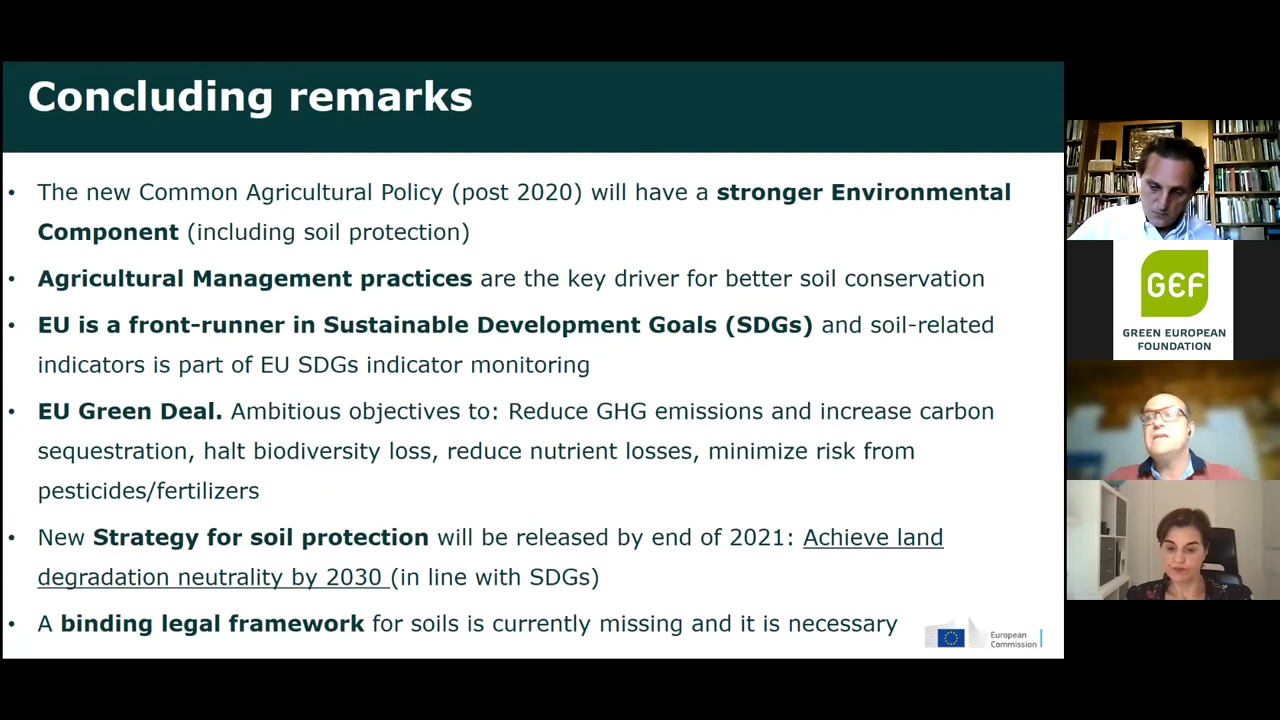 Concluding remarks
• The new Common Agricultural Policy (post 2020) will have a stronger Environmental
Component (including soil protection)
• Agricultural Management practices are the key driver for better soil conservation
• EU is a front-runner in Sustainable Development Goals (SDGs) and soil-related
indicators is part of EU SDGs indicator monitoring
• EU Green Deal. Ambitious objectives to: Reduce GHG emissions and increase carbon
sequestration, halt biodiversity loss, reduce nutrient losses, minimize risk from
pesticides/fertilizers
• New Strategy for soil protection will be released by end of 2021: Achieve land
degradation neutrality by 2030 (in line with SDGs)
• A binding legal framework for soils is currently missing and it is necessary
European
Commission
GEF
GREEN EUROPEAN
FOUNDATION